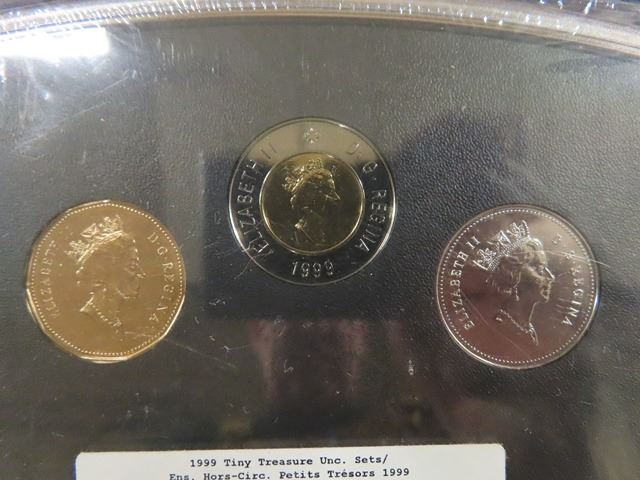 ELIZABETH II D·G·REGINA
1999
ELIZABETH D·G·REGINA
ELIZABETH II REGINA
1999 Tiny Treasure Unc. Sets/
Ens. Hors-Circ. Petits Trésors 1999